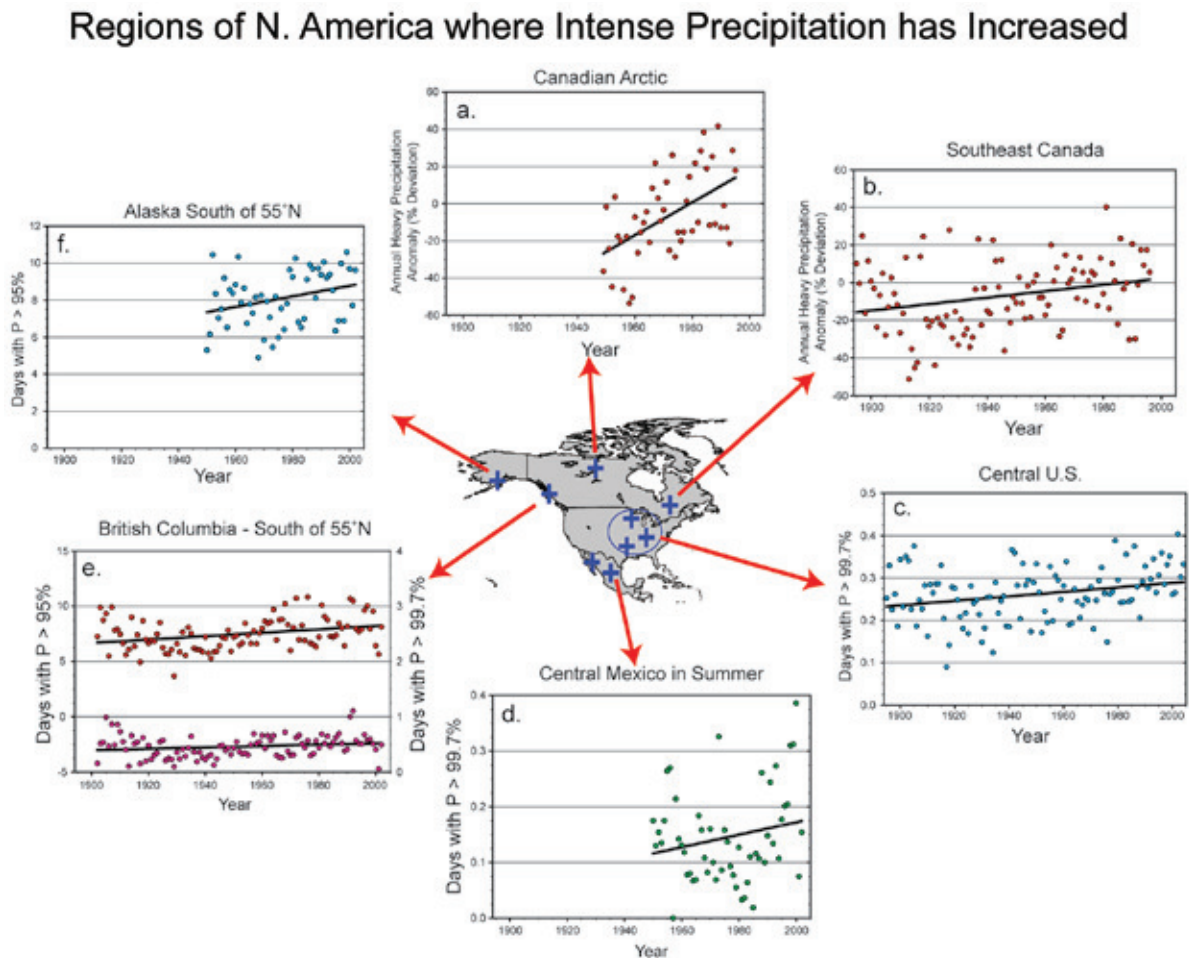 Regions of N. America where Intense Precipitation has Increased
Canadian Arctic
a.
Annual Heavy Precipitation
Anomaly (% Deviation)
60
40
20
0
-20
-40
-60
1900 1920 1940 1960 1980 2000
Year
Southeast Canada
b.
Annual Heavy Precipitation
Anomaly (% Deviation)
60
40
20
0
-20
-40
-60
1900 1920 1940 1960 1980 2000
Year
Alaska South of 55°N
f.
Days with P > 95%
12
10
8
6
4
2
0
1900 1920 1940 1960 1980 2000
Year
Central U.S.
c.
Days with P > 99.7%
0.5
0.4
0.3
0.2
0.1
0.0
1900 1920 1940 1960 1980 2000
Year
British Columbia - South of 55°N
e.
Days with P > 95%
15
10
5
0
-5
4
3
2
1
0
Days with P > 99.7%
1900 1920 1940 1960 1980 2000
Year
Central Mexico in Summer
d.
Days with P > 99.7%
0.4
0.3
0.2
0.1
0.0
1900 1920 1940 1960 1980 2000
Year